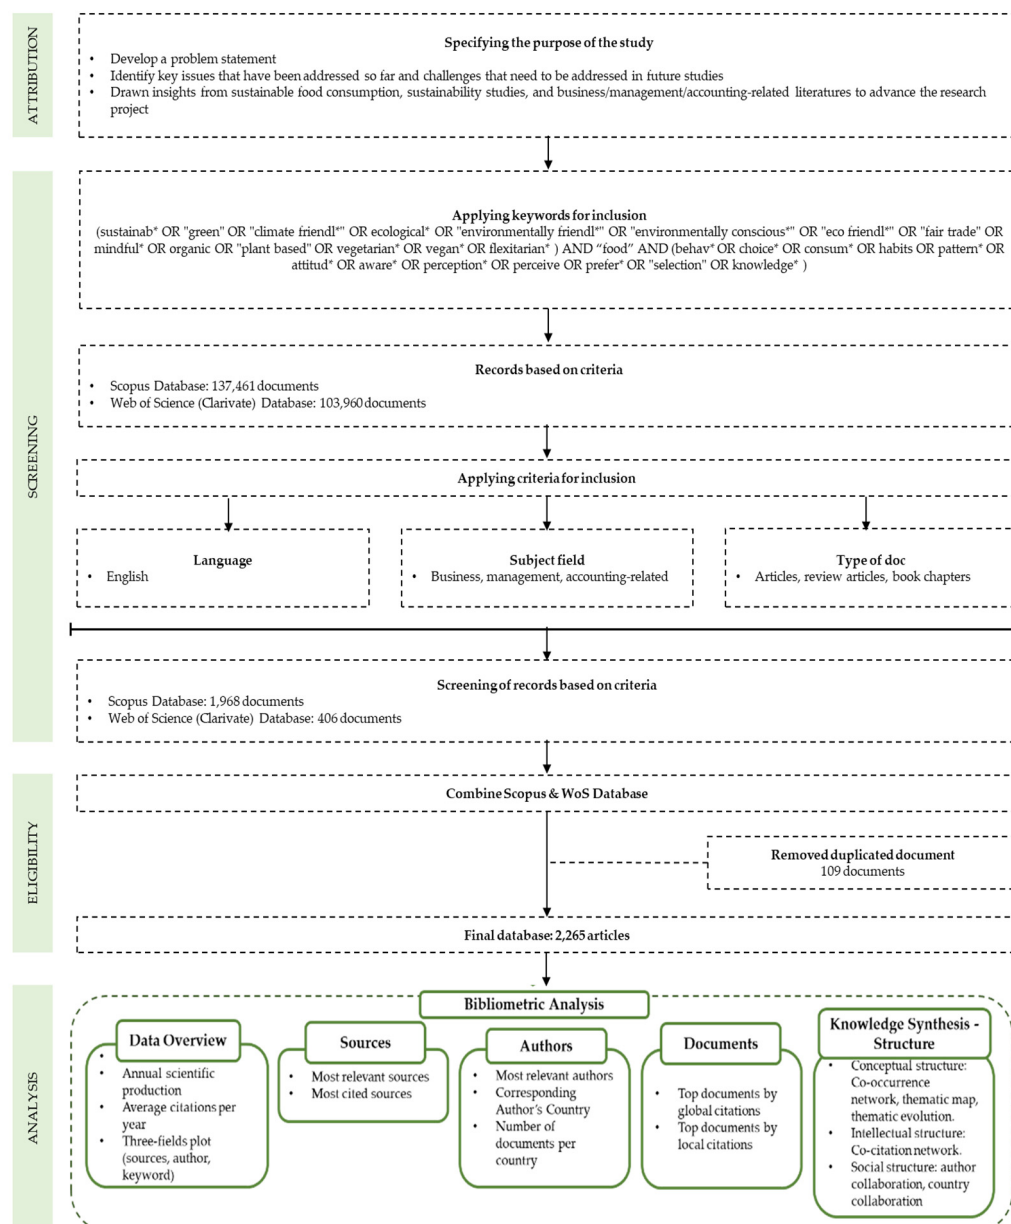 ATTRIBUTION
Specifying the purpose of the study
• Develop a problem statement
• Identify key issues that have been addressed so far and challenges that need to be addressed in future studies
• Drawn insights from sustainable food consumption, sustainability studies, and business/management/accounting-related literatures to advance the research
project
SCREENING
Applying keywords for inclusion
(sustainab* OR "green" OR "climate friendl*" OR ecological* OR "environmentally friendl*" OR "environmentally conscious*" OR "eco friendl*" OR "fair trade" OR
mindful* OR organic OR "plant based" OR vegetarian* OR vegan* OR flexitarian* ) AND “food” AND (behav* OR choice* OR consum* OR habits OR pattern* OR
attitud* OR aware* OR perception* OR perceive OR prefer* OR "selection" OR knowledge* )
Records based on criteria
• Scopus Database: 137,461 documents
• Web of Science (Clarivate) Database: 103,960 documents
Applying criteria for inclusion
Language
• English
Subject field
• Business, management, accounting-related
Type of doc
• Articles, review articles, book chapters
Screening of records based on criteria
• Scopus Database: 1,968 documents
• Web of Science (Clarivate) Database: 406 documents
ELIGIBILITY
Combine Scopus & WoS Database
Removed duplicated document
109 documents
Final database: 2,265 articles
ANALYSIS
Bibliometric Analysis
Data Overview
•
• Annual scientific
production
• Average citations per
year
• Three-fields plot
(sources, author,
keyword)
Sources
• Most relevant sources
• Most cited sources
Authors
• Most relevant authors
• Corresponding
Author’s Country
• Number of
documents per
country
Documents
• Top documents by
global citations
• Top documents by
local citations
Knowledge Synthesis -
Structure
• Conceptual structure:
Co-occurrence
network, thematic map,
thematic evolution.
• Intellectual structure:
Co-citation network.
• Social structure: author
collaboration, country
collaboration